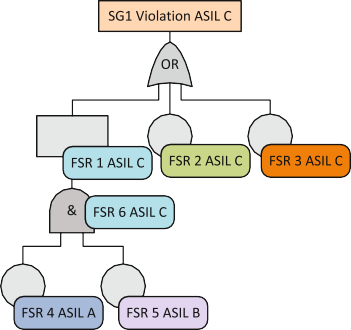 SG1 Violation ASIL C
OR
FSR 1 ASIL C
FSR 2 ASIL C
FSR 3 ASIL C
&
FSR 6 ASIL C
FSR 4 ASIL A
FSR 5 ASIL B